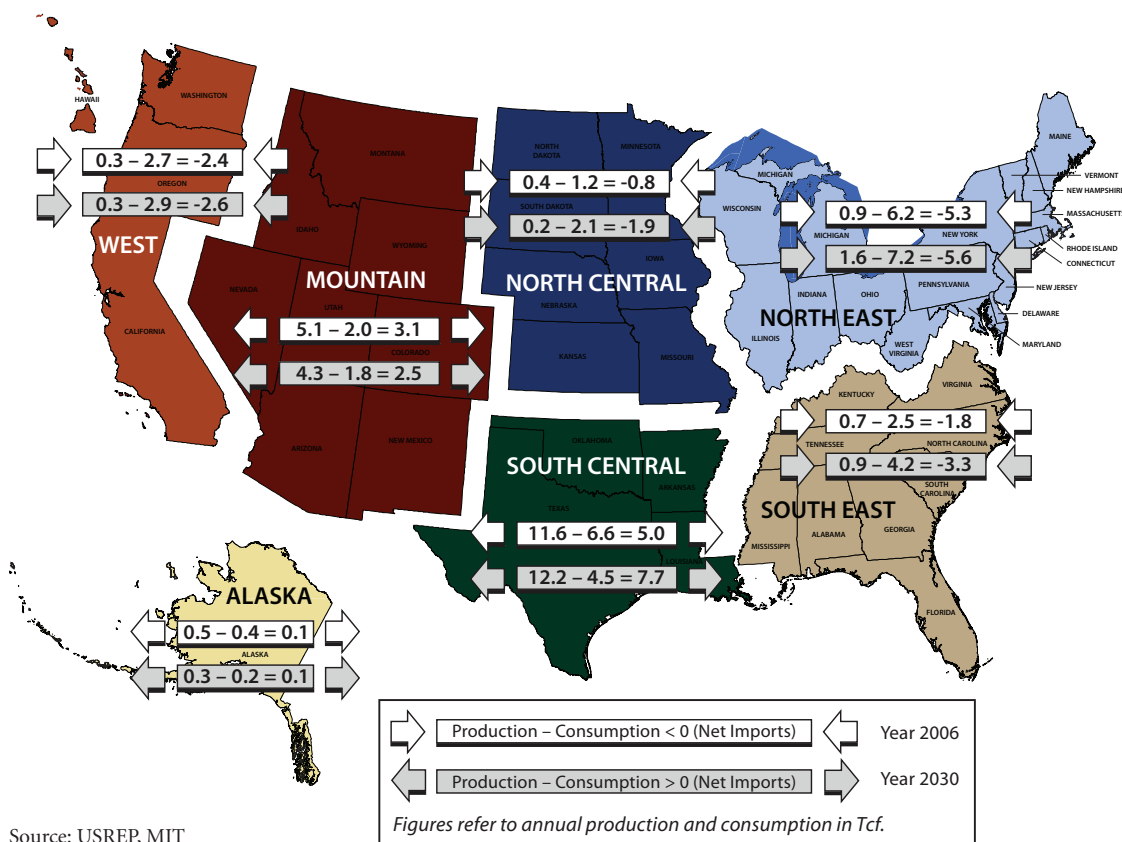 HAWAII
WASHINGTON
0.3 – 2.7 = -2.4
OREGON
0.3 – 2.9 = -2.6
WEST
CALIFORNIA
MONTANA
IDAHO
WYOMING
MOUNTAIN
NEVADA
UTAH
5.1 – 2.0 = 3.1
COLORADO
4.3 – 1.8 = 2.5
ARIZONA
NEW MEXICO
NORTH
DAKOTA
MINNESOTA
0.4 – 1.2 = -0.8
SOUTH DAKOTA
0.2 – 2.1 = -1.9
IOWA
NORTH CENTRAL
NEBRASKA
KANSAS
MISSOURI
MICHIGAN
WISCONSIN
MAINE
VERMONT
NEW HAMPSHIRE
MASSACHUSETTS
0.9 – 6.2 = -5.3
MICHIGAN
NEW YORK
RHODE ISLAND
1.6 – 7.2 = -5.6
CONNECTICUT
PENNSYLVANIA
NEW JERSEY
INDIANA
OHIO
NORTH EAST
DELAWARE
ILLINOIS
WEST
VIRGINIA
MARYLAND
VIRGINIA
KENTUCKY
0.7 – 2.5 = -1.8
TENNESSEE
NORTH CAROLINA
0.9 – 4.2 = -3.3
SOUTH
CAROLINA
SOUTH EAST
MISSISSIPPI
ALABAMA
GEORGIA
FLORIDA
OKLAHOMA
SOUTH CENTRAL
ARKANSAS
TEXAS
11.6 – 6.6 = 5.0
LOUISIANA
12.2 – 4.5 = 7.7
ALASKA
0.5 – 0.4 = 0.1
ALASKA
0.3 – 0.2 = 0.1
Production – Consumption < 0 (Net Imports)
Year 2006
Production – Consumption > 0 (Net Imports)
Year 2030
Figures refer to annual production and consumption in Tcf.
Source: USREP, MIT